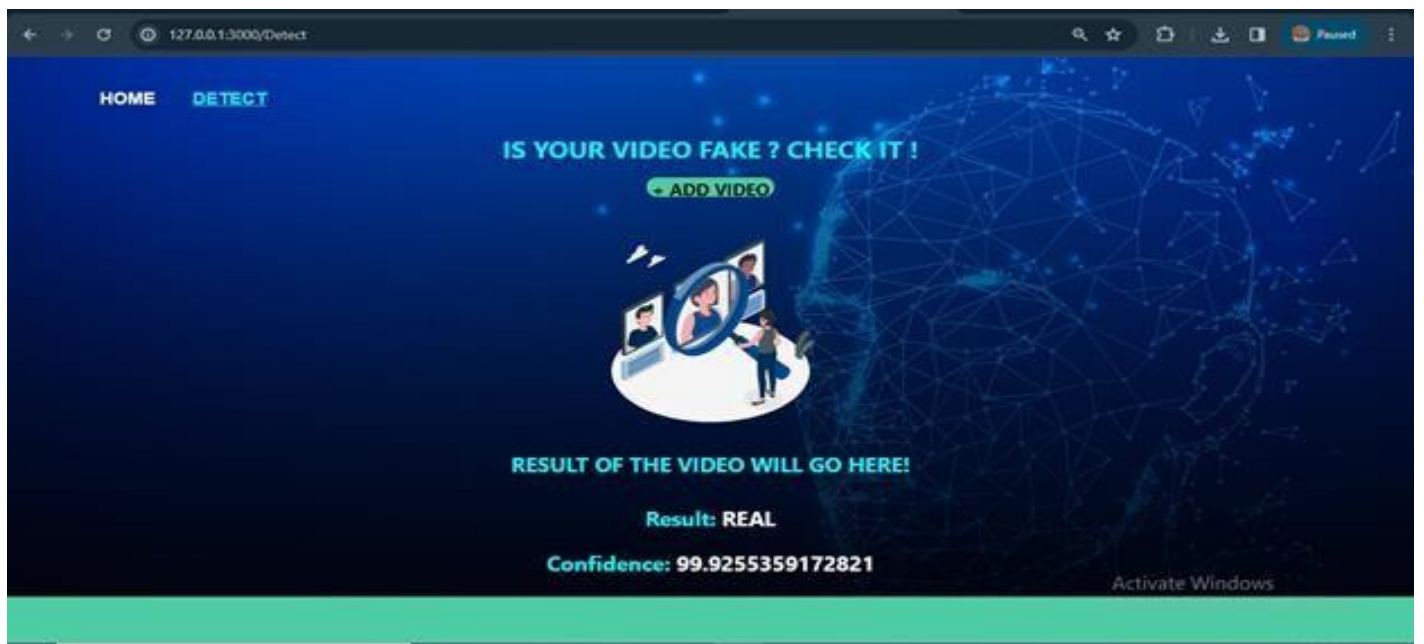 127.0.0.1:3000/Detect
Paused
HOME DETECT
IS YOUR VIDEO FAKE ? CHECK IT !
+ ADD VIDEO
RESULT OF THE VIDEO WILL GO HERE!
Result: REAL
Confidence: 99.9255359172821
Activate Windows